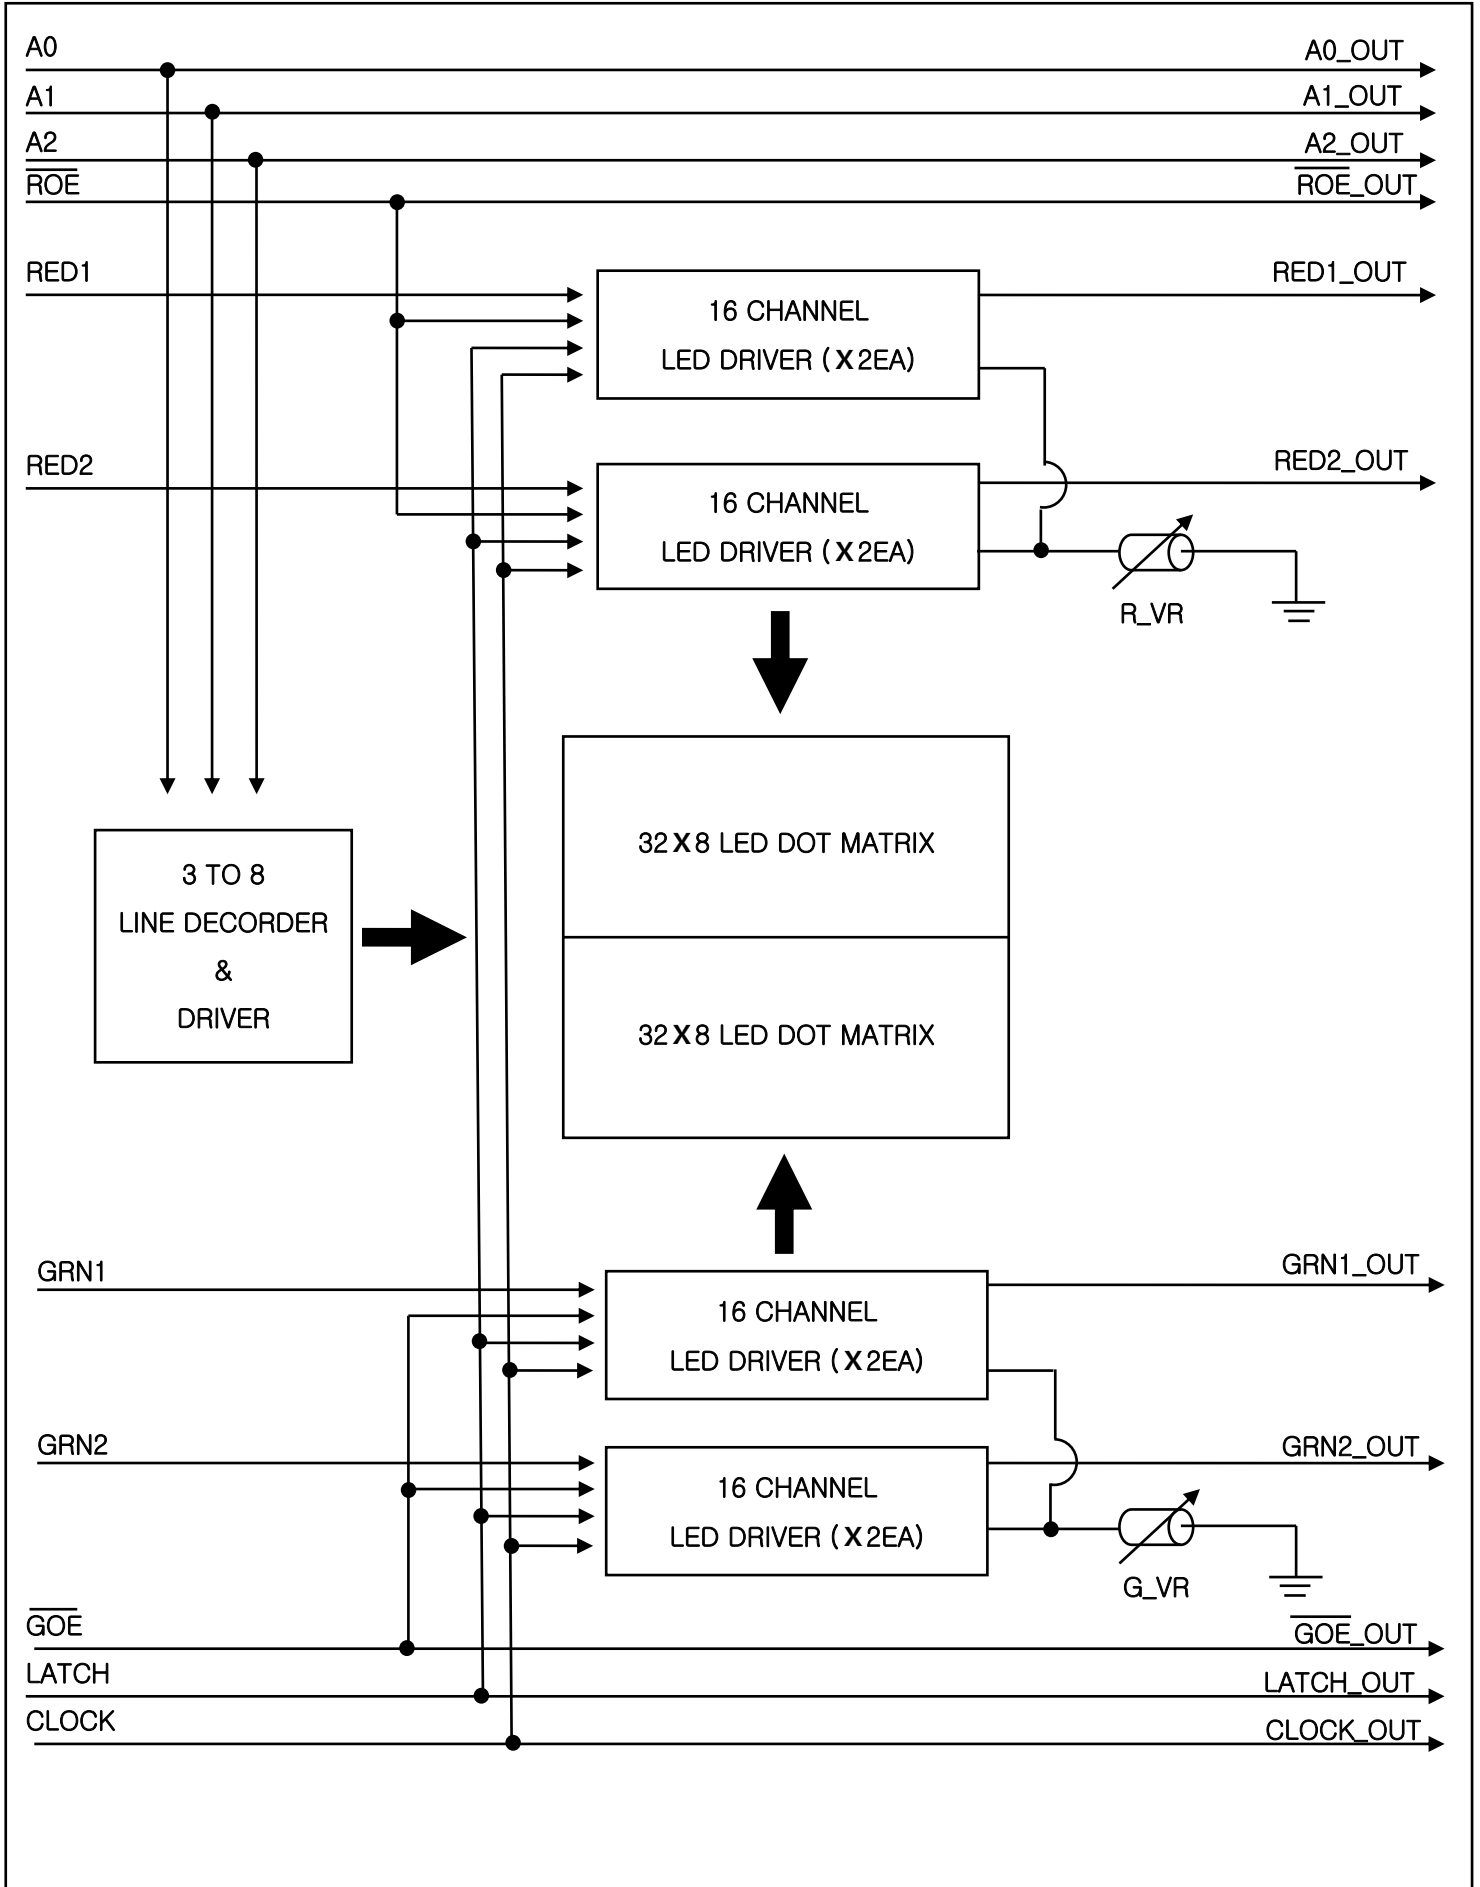 A0
A0_OUT
A1
A1_OUT
A2
A2_OUT
ROE
ROE_OUT
RED1
RED1_OUT
16 CHANNEL
LED DRIVER (X2EA)
RED2
RED2_OUT
16 CHANNEL
LED DRIVER (X2EA)
R_VR
32X8 LED DOT MATRIX
3 TO 8
LINE DECORDER
&
DRIVER
32X8 LED DOT MATRIX
GRN1
GRN1_OUT
16 CHANNEL
LED DRIVER (X2EA)
GRN2
GRN2_OUT
16 CHANNEL
LED DRIVER (X2EA)
G_VR
GOE
GOE_OUT
LATCH
LATCH_OUT
CLOCK
CLOCK_OUT